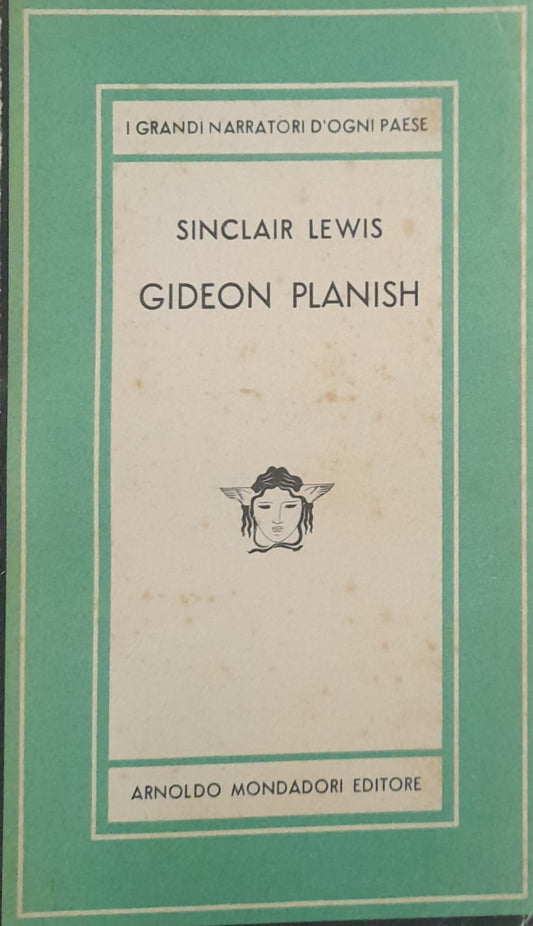 I GRANDI NARRATORI D'OGNI PAESE
SINCLAIR LEWIS
GIDEON PLANISH
ARNOLDO MONDADORI EDITORE